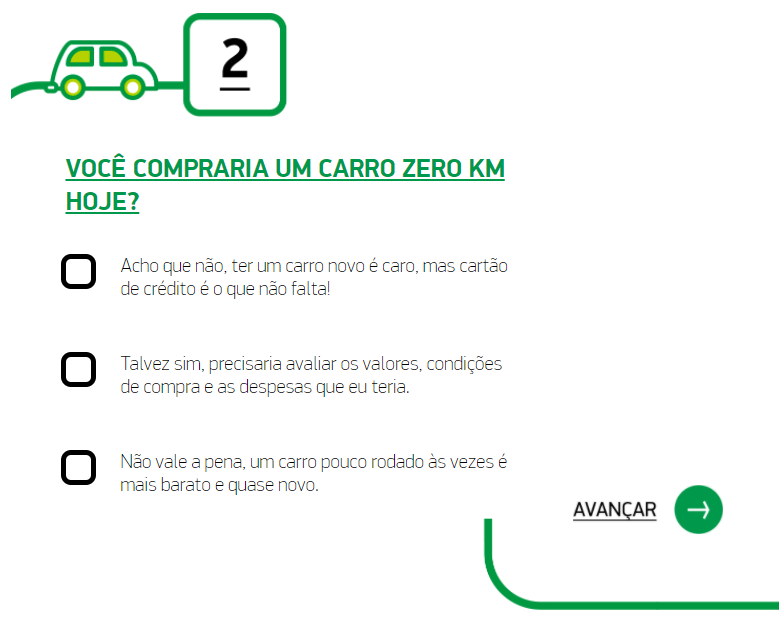 2
VOCÊ COMPRARIA UM CARRO ZERO KM
HOJE?
Acho que não, ter um carro novo é caro, mas cartão
de crédito é o que não falta!
Talvez sim, precisaria avaliar os valores, condições
de compra e as despesas que eu teria.
Não vale a pena, um carro pouco rodado às vezes é
mais barato e quase novo.
AVANÇAR